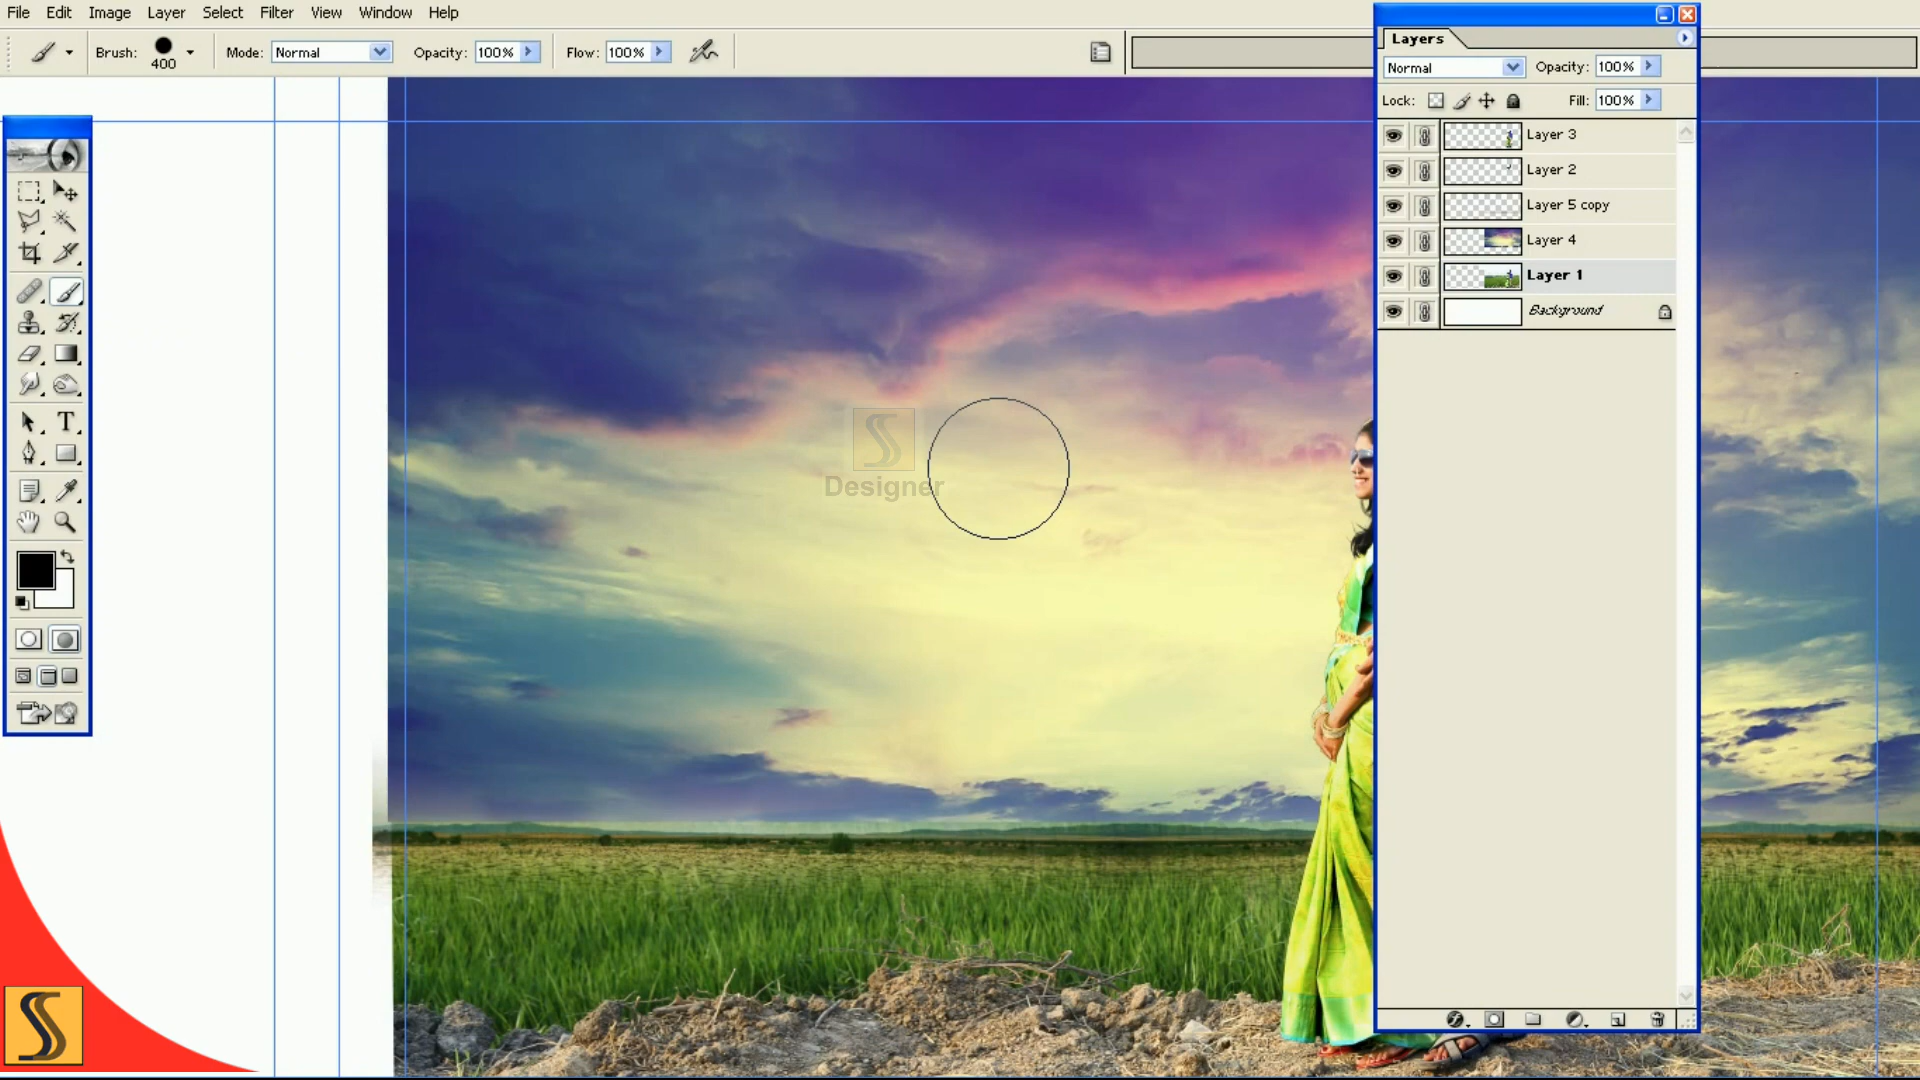 File Edit Image Layer Select Filter View Window Help
Brush: 400 Mode: Normal Opacity: 100% Flow: 100%
Designer
Layers
Normal Opacity: 100%
Lock: Fill: 100%
Layer 3
Layer 2
Layer 5 copy
Layer 4
Layer 1
Background